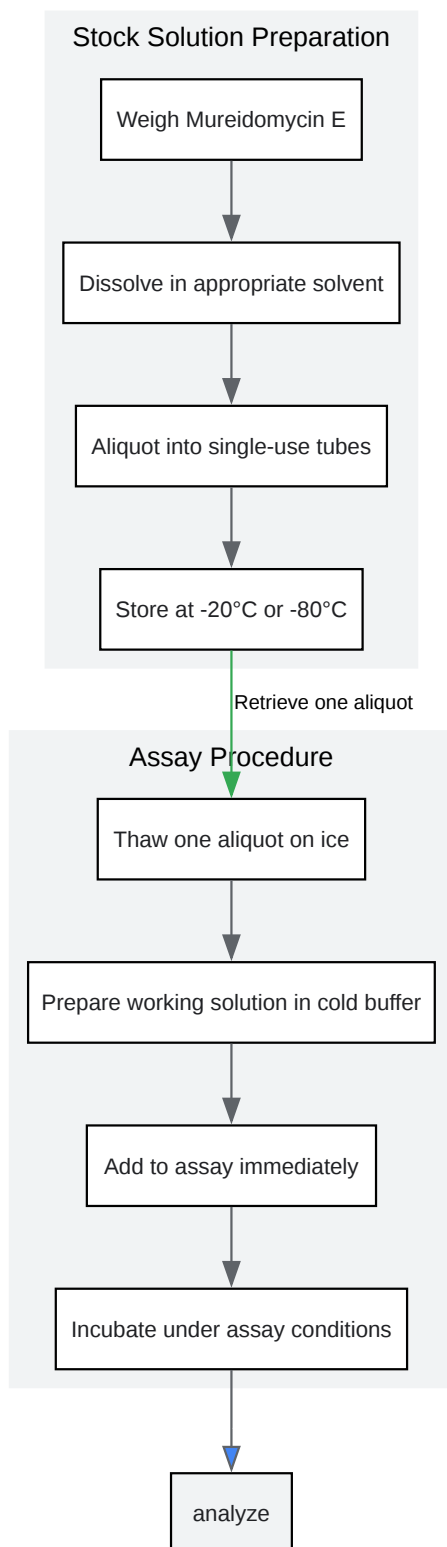 Stock Solution Preparation
Weigh Mureidomycin E
Dissolve in appropriate solvent
Aliquot into single-use tubes
Store at -20°C or -80°C
Retrieve one aliquot
Assay Procedure
Thaw one aliquot on ice
Prepare working solution in cold buffer
Add to assay immediately
Incubate under assay conditions
analyze